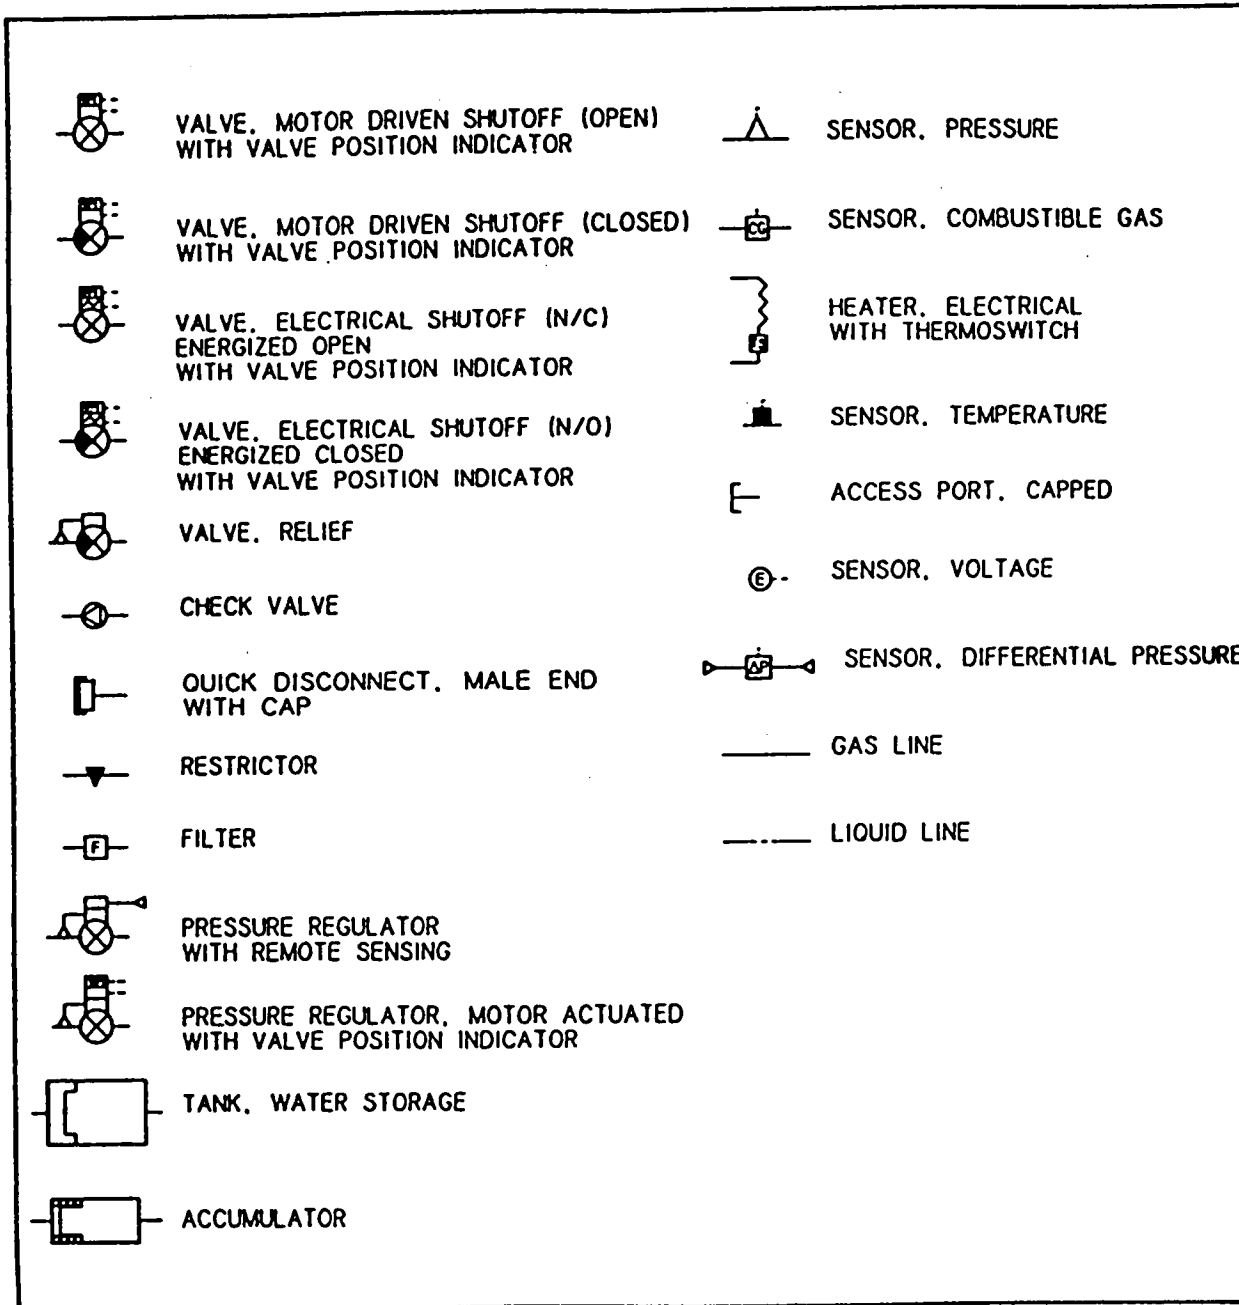 VALVE. MOTOR DRIVEN SHUTOFF (OPEN)
WITH VALVE POSITION INDICATOR
VALVE. MOTOR DRIVEN SHUTOFF (CLOSED)
WITH VALVE POSITION INDICATOR
VALVE. ELECTRICAL SHUTOFF (N/C)
ENERGIZED OPEN
WITH VALVE POSITION INDICATOR
VALVE. ELECTRICAL SHUTOFF (N/O)
ENERGIZED CLOSED
WITH VALVE POSITION INDICATOR
VALVE. RELIEF
CHECK VALVE
QUICK DISCONNECT. MALE END
WITH CAP
RESTRICTOR
F
FILTER
PRESSURE REGULATOR
WITH REMOTE SENSING
PRESSURE REGULATOR. MOTOR ACTUATED
WITH VALVE POSITION INDICATOR
TANK. WATER STORAGE
ACCUMULATOR
SENSOR. PRESSURE
CG
SENSOR. COMBUSTIBLE GAS
HEATER. ELECTRICAL
WITH THERMOSWITCH
SENSOR. TEMPERATURE
ACCESS PORT. CAPPED
E
SENSOR. VOLTAGE
ΔP
SENSOR. DIFFERENTIAL PRESSURE
GAS LINE
LIQUID LINE